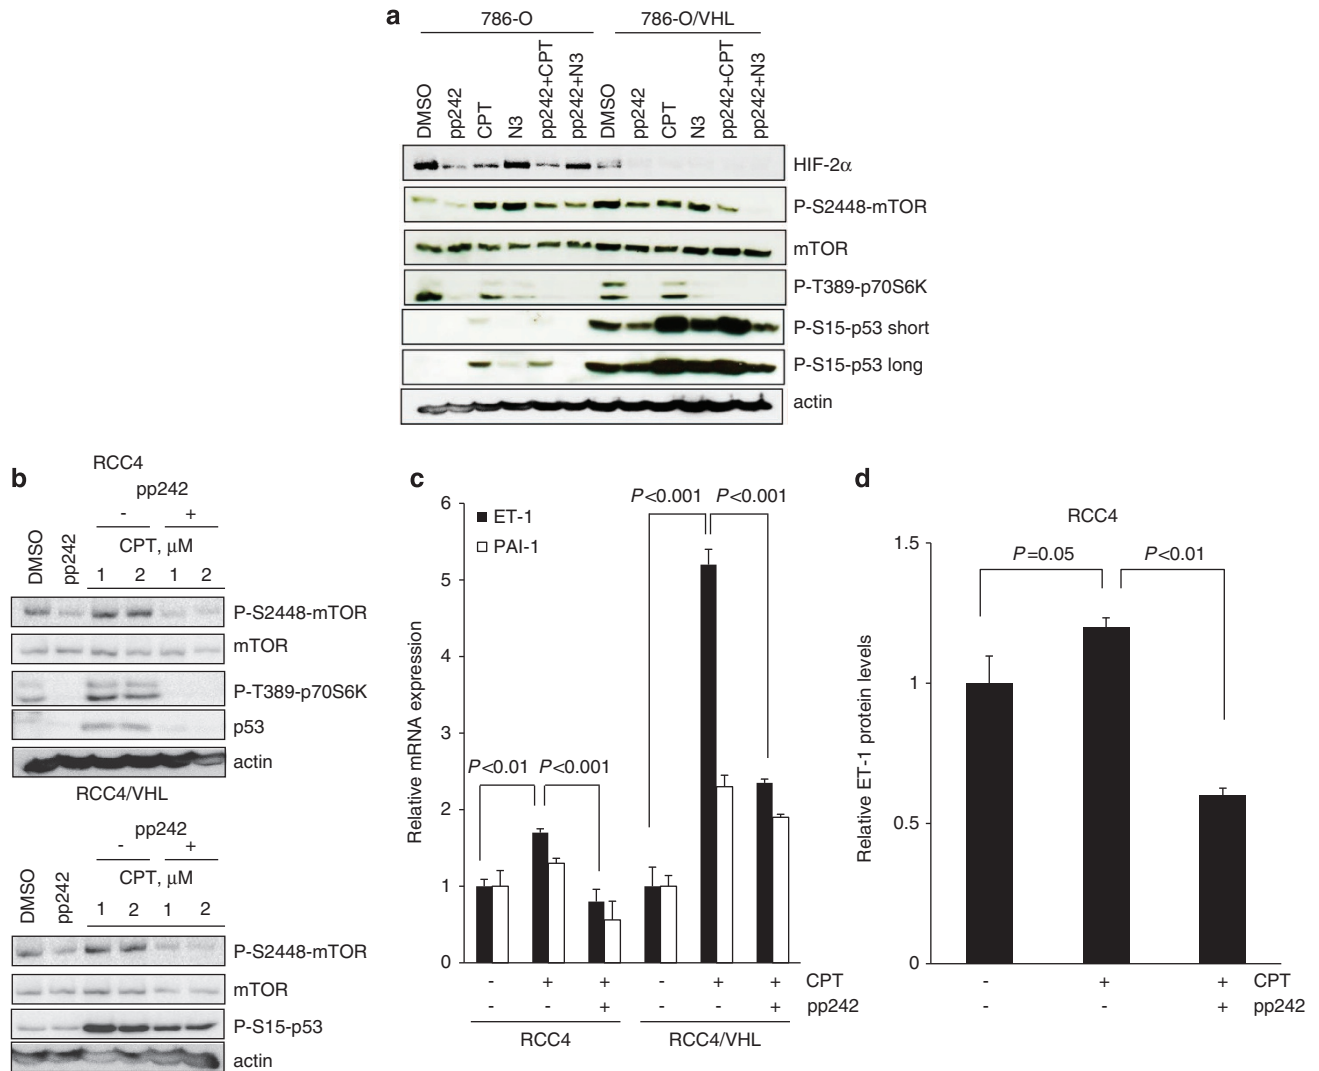 a
786-O 786-O/VHL
DMSO pp242 CPT N3 pp242+CPT pp242+N3 DMSO pp242 CPT N3 pp242+CPT pp242+N3
HIF-2α
P-S2448-mTOR
mTOR
P-T389-p70S6K
P-S15-p53 short
P-S15-p53 long
actin
b
RCC4
pp242
- +
DMSO pp242 CPT, μM
1 2 1 2
P-S2448-mTOR
mTOR
P-T389-p70S6K
p53
actin
RCC4/VHL
pp242
- +
DMSO pp242 CPT, μM
1 2 1 2
P-S2448-mTOR
mTOR
P-S15-p53
actin
c
Relative mRNA expression
6
5
4
3
2
1
0
ET-1
PAI-1
P<0.001 P<0.001
P<0.01 P<0.001
- + + - + + CPT
- - + - - + pp242
RCC4 RCC4/VHL
d
RCC4
Relative ET-1 protein levels
1.5
1
0.5
0
P=0.05 P<0.01
- + + CPT
- - + pp242